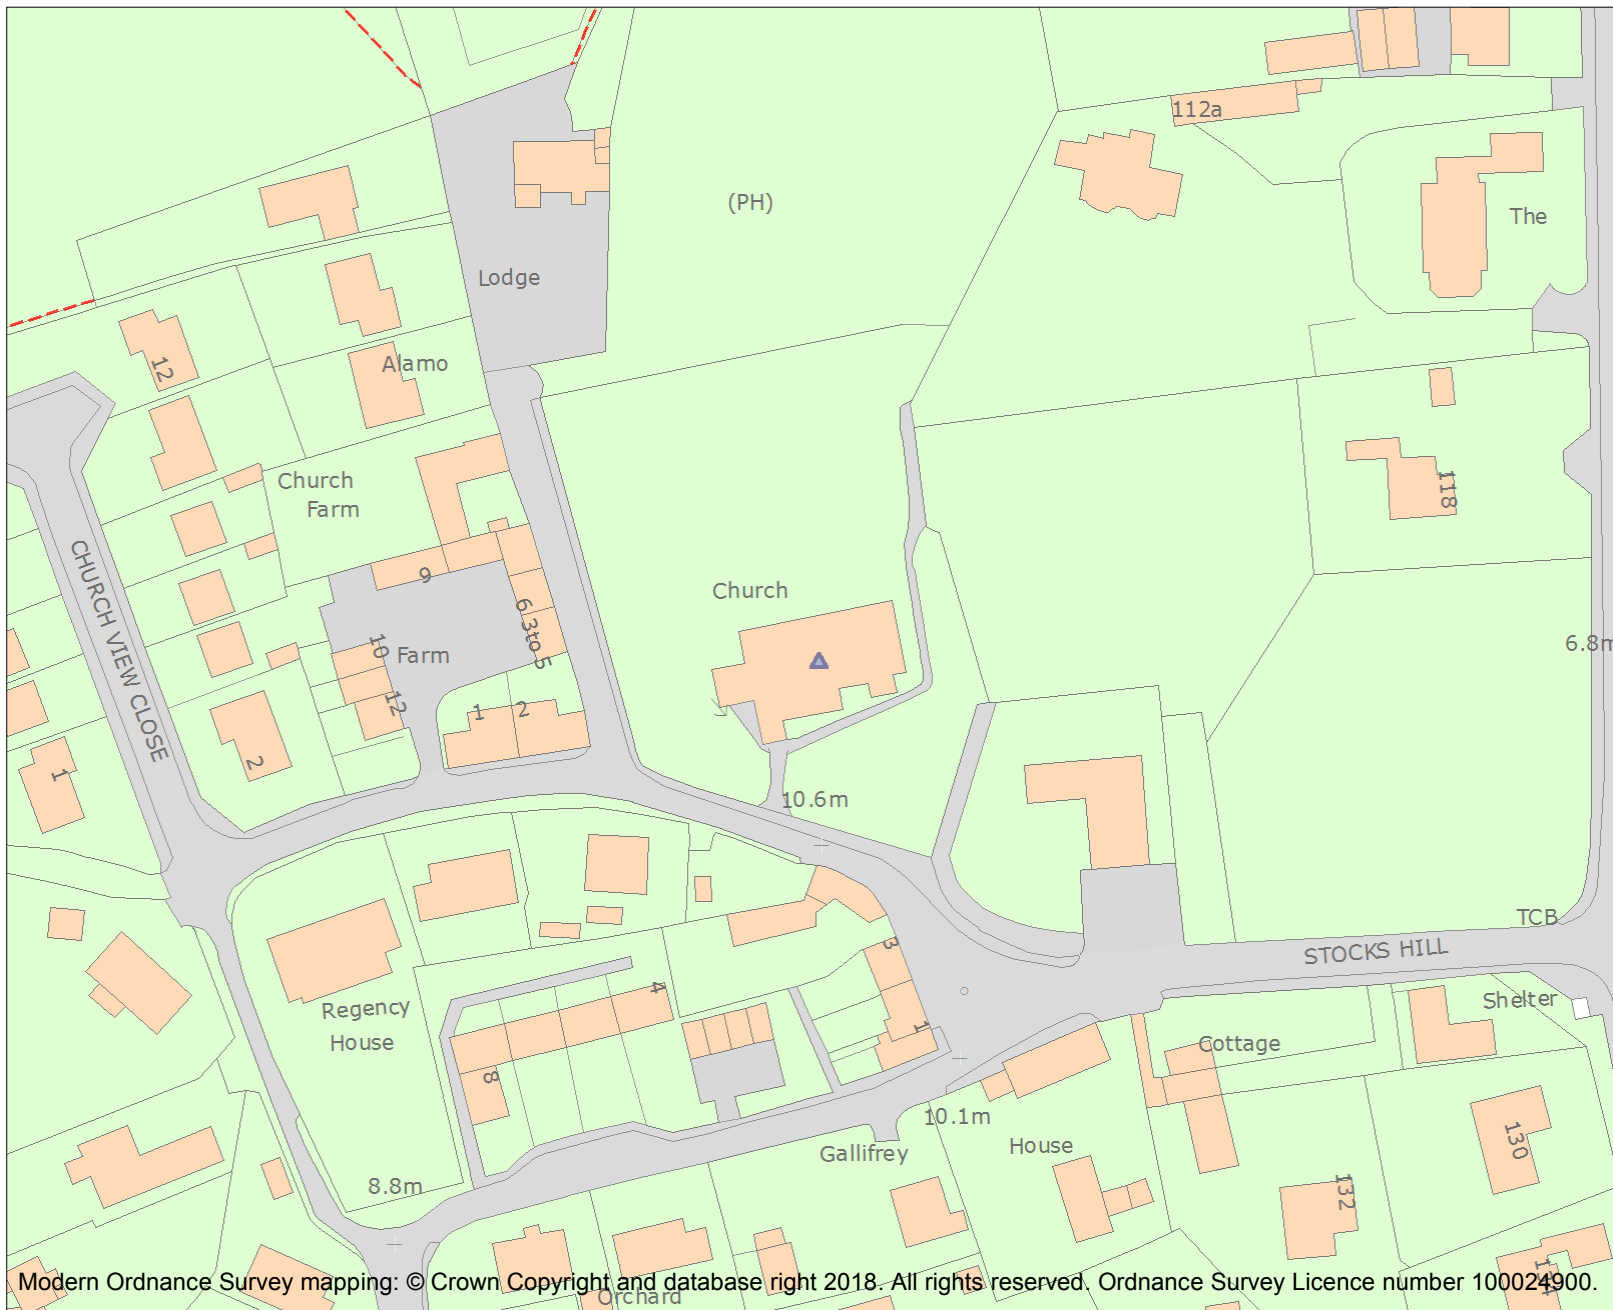 112a
(PH)
The
Lodge
12
Alamo
Church
Farm
118
CHURCH VIEW CLOSE
9
Church
6
3to 5
10
Farm
6.8m
12
1
2
2
1
10.6m
TCB
3
STOCKS HILL
4
Shelter
Regency
House
1
Cottage
8
10.1m
House
Gallifrey
130
8.8m
132
134
Modern Ordnance Survey mapping: © Crown Copyright and database right 2018. All rights reserved. Ordnance Survey Licence number 100024900.
Orchard